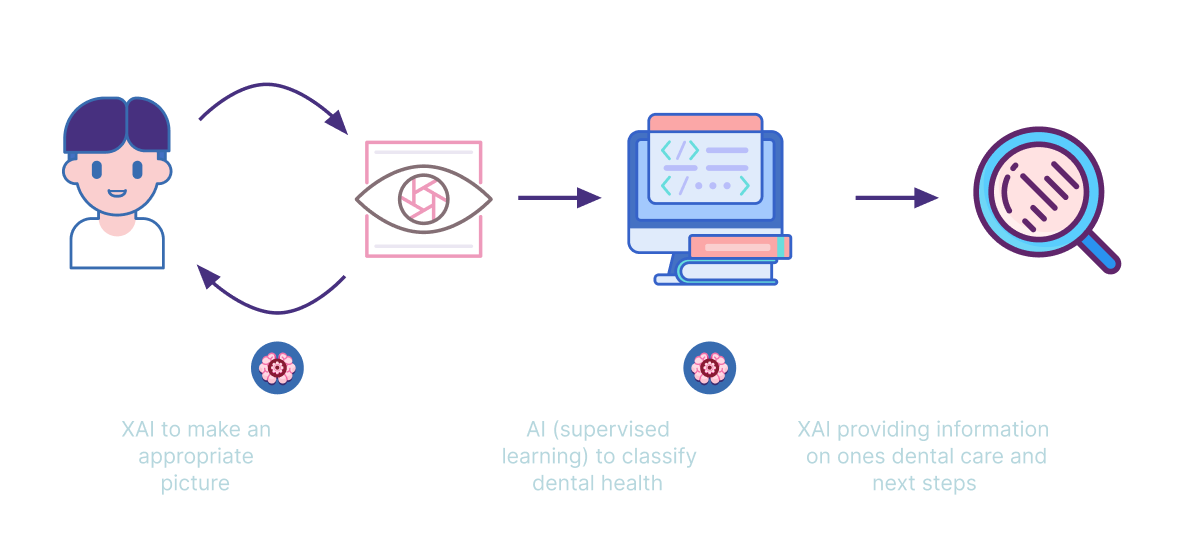 XAI to make an
appropriate
picture
AI (supervised
learning) to classify
dental health
XAI providing information
on ones dental care and
next steps